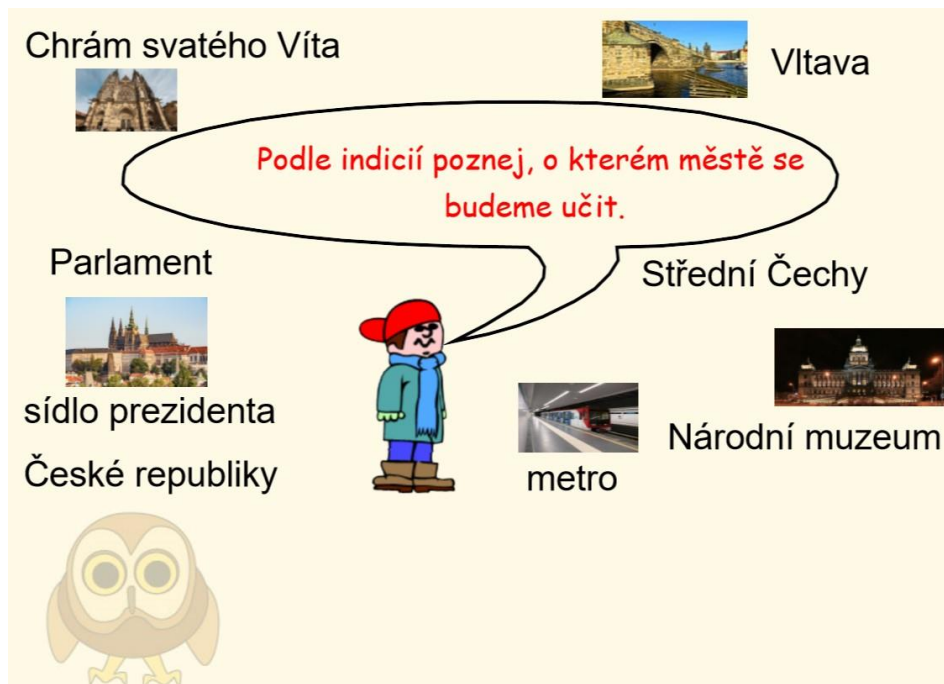 Chrám svatého Víta
Vltava
Podle indicií poznej, o kterém městě se
budeme učit.
Parlament
Střední Čechy
sídlo prezidenta
České republiky
metro
Národní muzeum